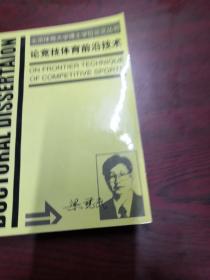 北京体育大学博士学位论文丛书
论竞技体育前沿技术
ON FRONTIER TECHNIQUE
OF COMPETITIVE SPORTS
DOCTORAL DISSERTATION